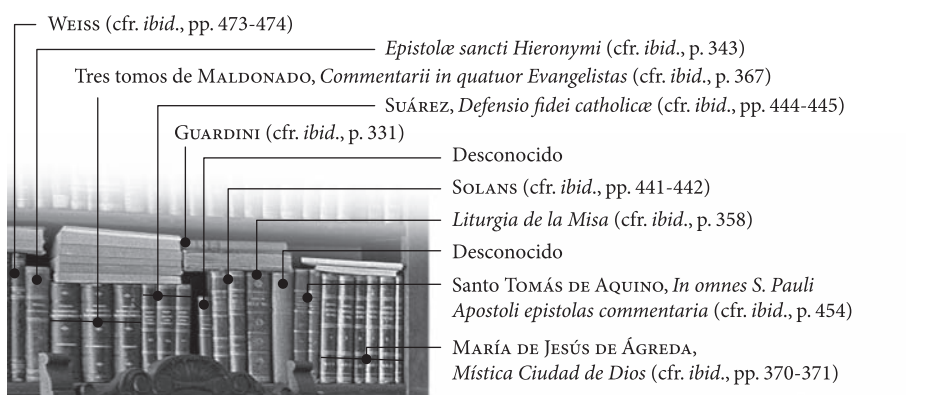 WEISS (cfr. ibid., pp. 473-474)
Epistolæ sancti Hieronymi (cfr. ibid., p. 343)
Tres tomos de MALDONADO, Commentarii in quatuor Evangelistas (cfr. ibid., p. 367)
SUÁREZ, Defensio fidei catholicæ (cfr. ibid., pp. 444-445)
GUARDINI (cfr. ibid., p. 331)
Desconocido
SOLANS (cfr. ibid., pp. 441-442)
Liturgia de la Misa (cfr. ibid., p. 358)
Desconocido
Santo TOMÁS DE AQUINO, In omnes S. Pauli
Apostoli epistolas commentaria (cfr. ibid., p. 454)
MARÍA DE JESÚS DE ÁGREDA,
Mística Ciudad de Dios (cfr. ibid., pp. 370-371)